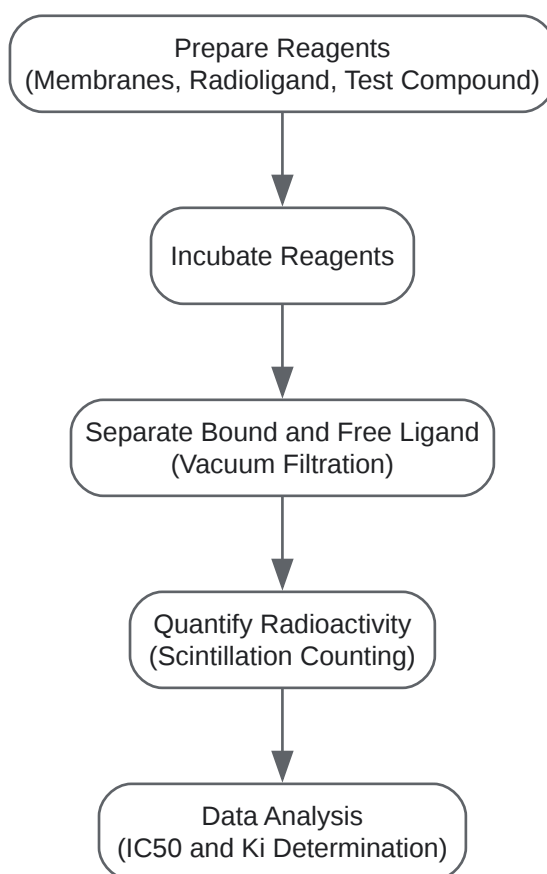 Prepare Reagents
(Membranes, Radioligand, Test Compound)
Incubate Reagents
Separate Bound and Free Ligand
(Vacuum Filtration)
Quantify Radioactivity
(Scintillation Counting)
Data Analysis
(IC50 and Ki Determination)